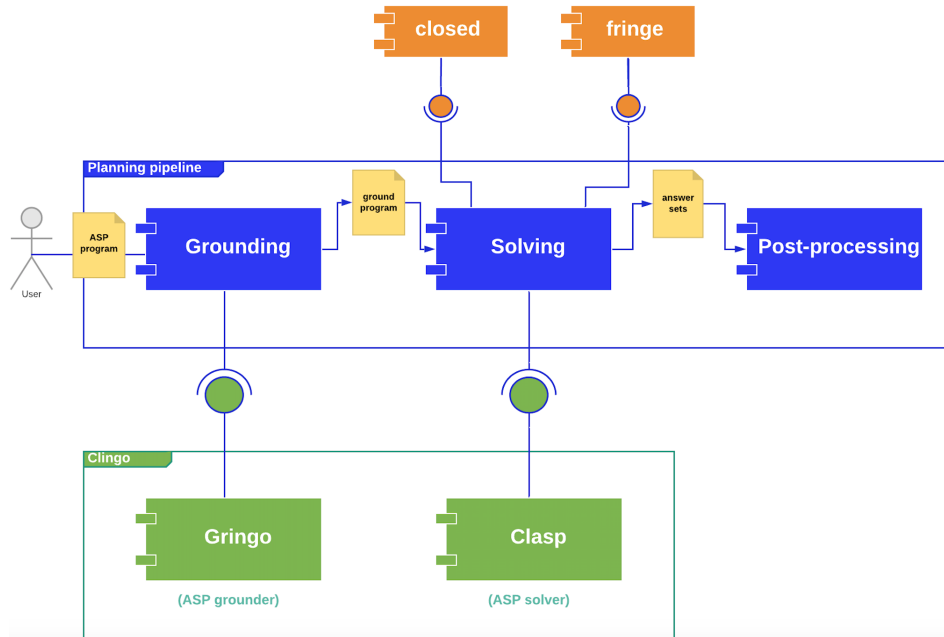 closed
fringe
Planning pipeline
ASP
program
ground
program
answer
sets
Grounding
Solving
Post-processing
User
Clingo
Gringo
Clasp
(ASP grounder)
(ASP solver)